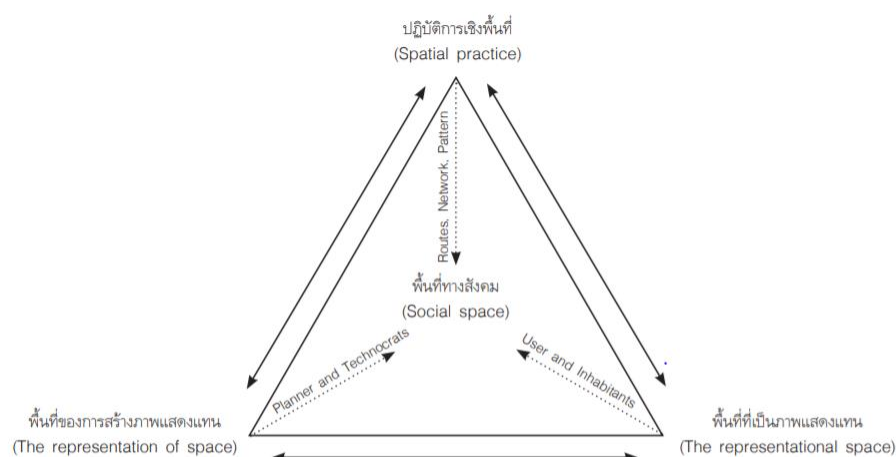 ปฏิบัติการเชิงพื้นที่
(Spatial practice)
Routes, Network, Pattern
พื้นที่ทางสังคม
(Social space)
Planner and Technocrats
User and Inhabitants
พื้นที่ของการสร้างภาพแสดงแทน
(The representation of space)
พื้นที่ที่เป็นภาพแสดงแทน
(The representational space)